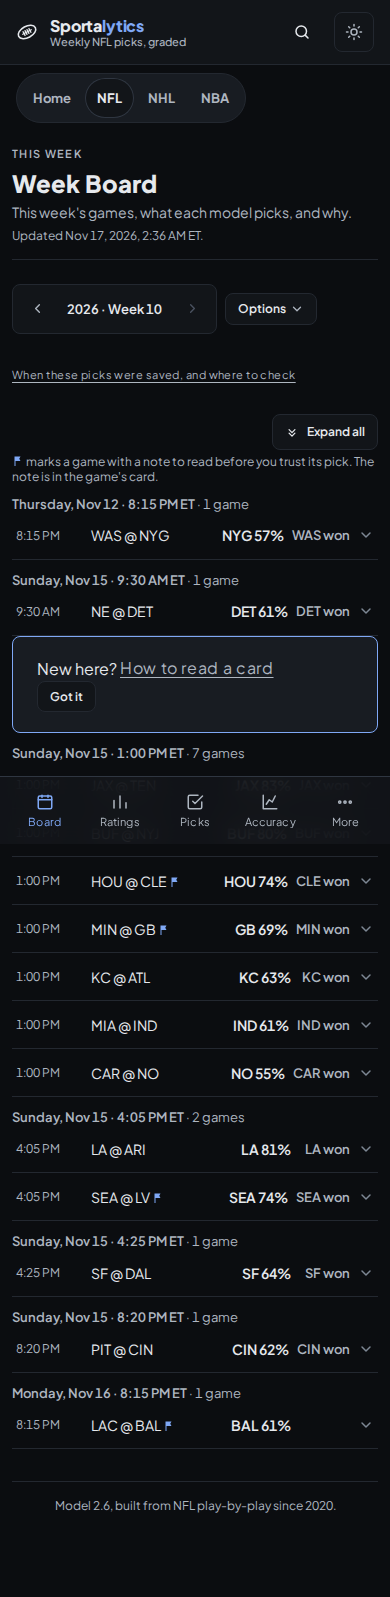 Sportalytics
Weekly NFL picks, graded
Home NFL NHL NBA
THIS WEEK
Week Board
This week's games, what each model picks, and why.
Updated Nov 17, 2026, 2:36 AM ET.
2026 · Week 10 Options
When these picks were saved, and where to check
Expand all
marks a game with a note to read before you trust its pick. The
note is in the game's card.
Thursday, Nov 12 · 8:15 PM ET · 1 game
8:15 PM WAS @ NYG NYG 57% WAS won
Sunday, Nov 15 · 9:30 AM ET · 1 game
9:30 AM NE @ DET DET 61% DET won
New here? How to read a card
Got it
Sunday, Nov 15 · 1:00 PM ET · 7 games
Board Ratings Picks Accuracy More
1:00 PM HOU @ CLE HOU 74% CLE won
1:00 PM MIN @ GB GB 69% MIN won
1:00 PM KC @ ATL KC 63% KC won
1:00 PM MIA @ IND IND 61% IND won
1:00 PM CAR @ NO NO 55% CAR won
Sunday, Nov 15 · 4:05 PM ET · 2 games
4:05 PM LA @ ARI LA 81% LA won
4:05 PM SEA @ LV SEA 74% SEA won
Sunday, Nov 15 · 4:25 PM ET · 1 game
4:25 PM SF @ DAL SF 64% SF won
Sunday, Nov 15 · 8:20 PM ET · 1 game
8:20 PM PIT @ CIN CIN 62% CIN won
Monday, Nov 16 · 8:15 PM ET · 1 game
8:15 PM LAC @ BAL BAL 61%
Model 2.6, built from NFL play-by-play since 2020.